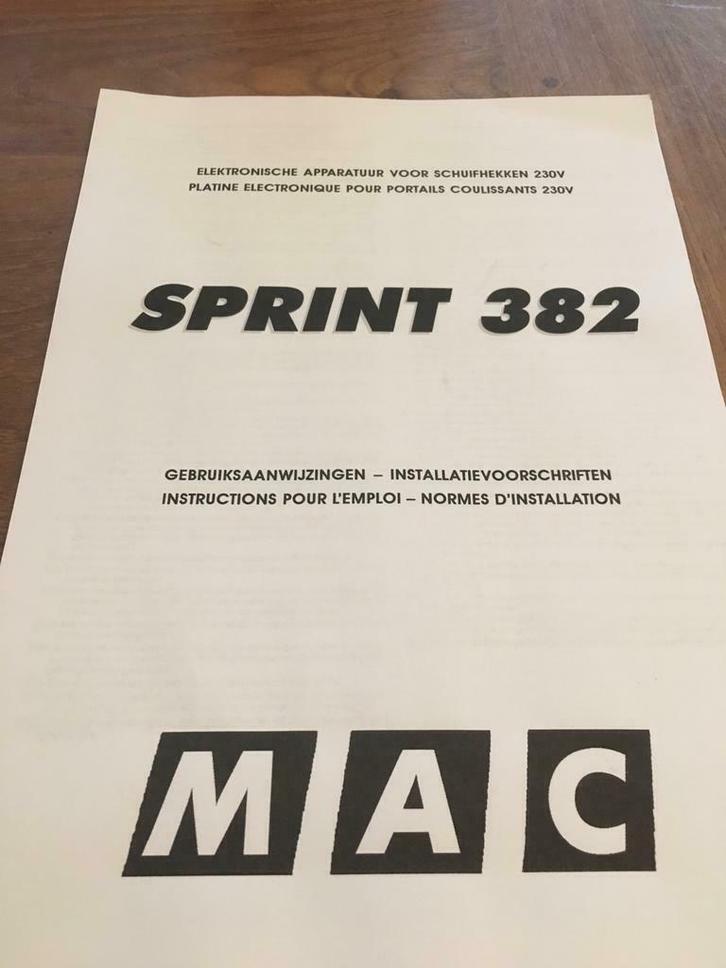 ELEKTRONISCHE APPARATUUR VOOR SCHUIFHEKKEN 230V
PLATINE ELECTRONIQUE POUR PORTAILS COULISSANTS 230V
SPRINT 382
GEBRUIKSAANWIJZINGEN – INSTALLATIEVOORSCHRIFTEN
INSTRUCTIONS POUR L'EMPLOI – NORMES D'INSTALLATION
MAC